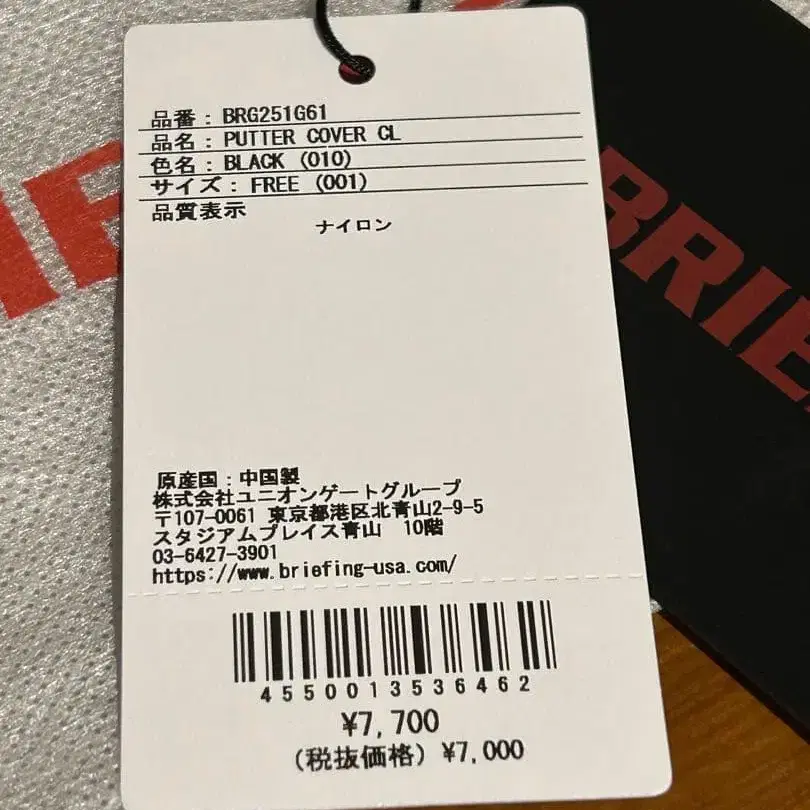 品番: BRG251G61
品名: PUTTER COVER CL
色名: BLACK (010)
サイズ: FREE (001)
品質表示
ナイロン
原産国:中国製
株式会社ユニオンゲートグループ
〒107-0061 東京都港区北青山2-9-5
スタジアムプレイス青山 10階
03-6427-3901
https://www.briefing-usa.com/
4550013536462
¥7,700
(税抜価格) ¥7,000
BRIE